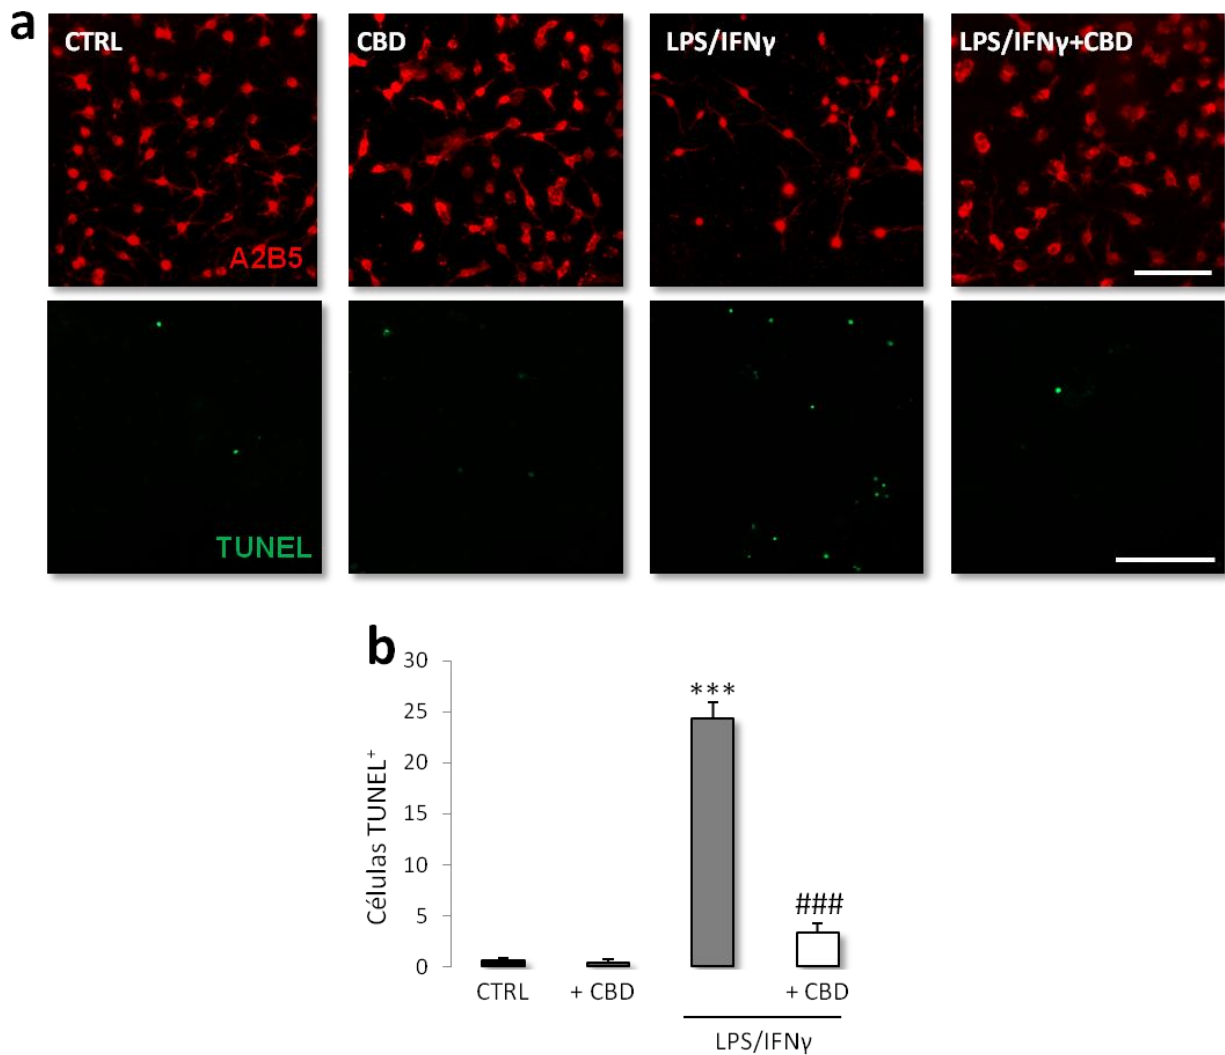 a
CTRL
CBD
LPS/IFNγ
LPS/IFNγ+CBD
A2B5
TUNEL
b
Células TUNEL⁺
30
25
20
15
10
5
0
***
###
CTRL
+ CBD
+ CBD
LPS/IFNγ